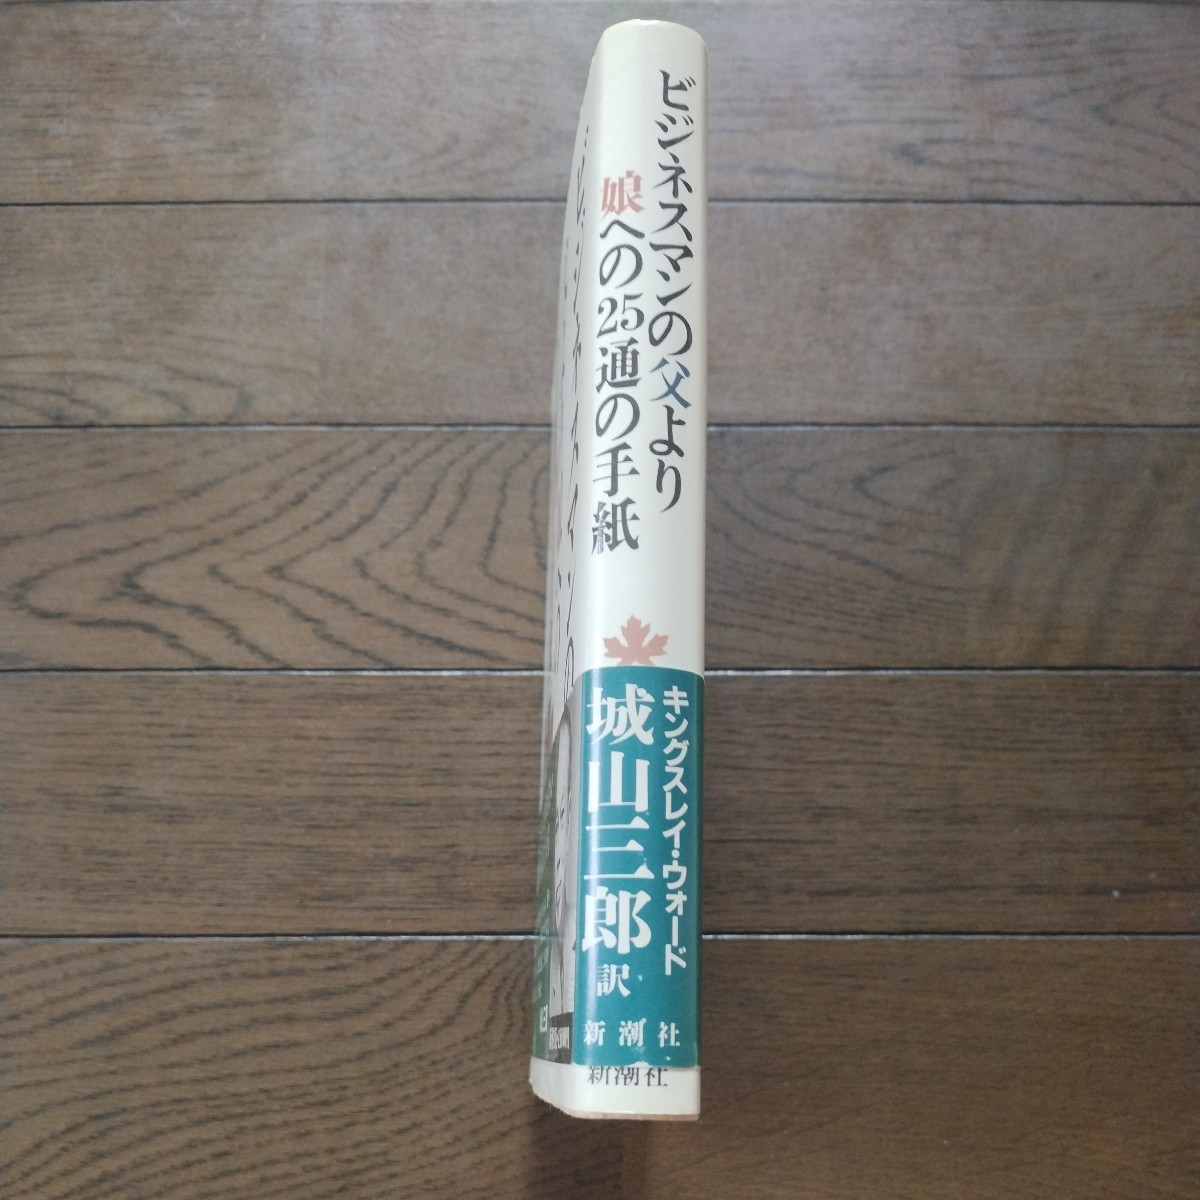 ビジネスマンの父より
娘への25通の手紙
キングスレイ・ウォード
城山三郎
訳
新潮社
新潮社